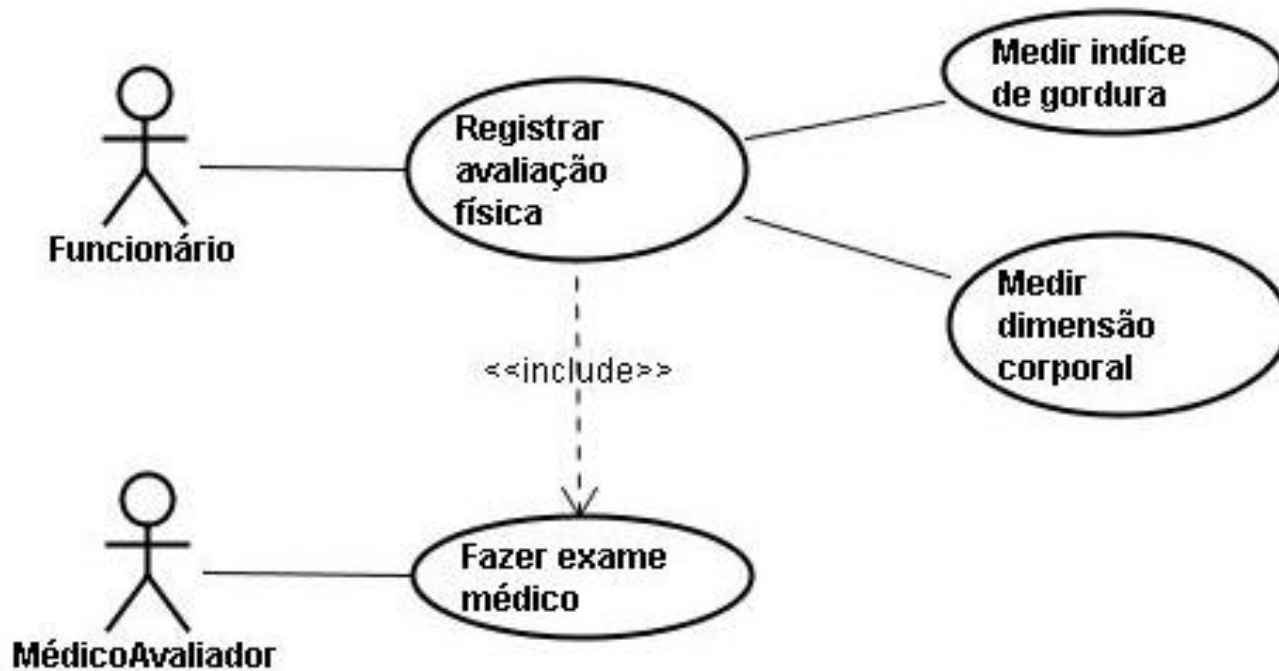 Medir indíce
de gordura
Registrar
avaliação
física
Funcionário
Medir
dimensão
corporal
<<include>>
Fazer exame
médico
MédicoAvaliador